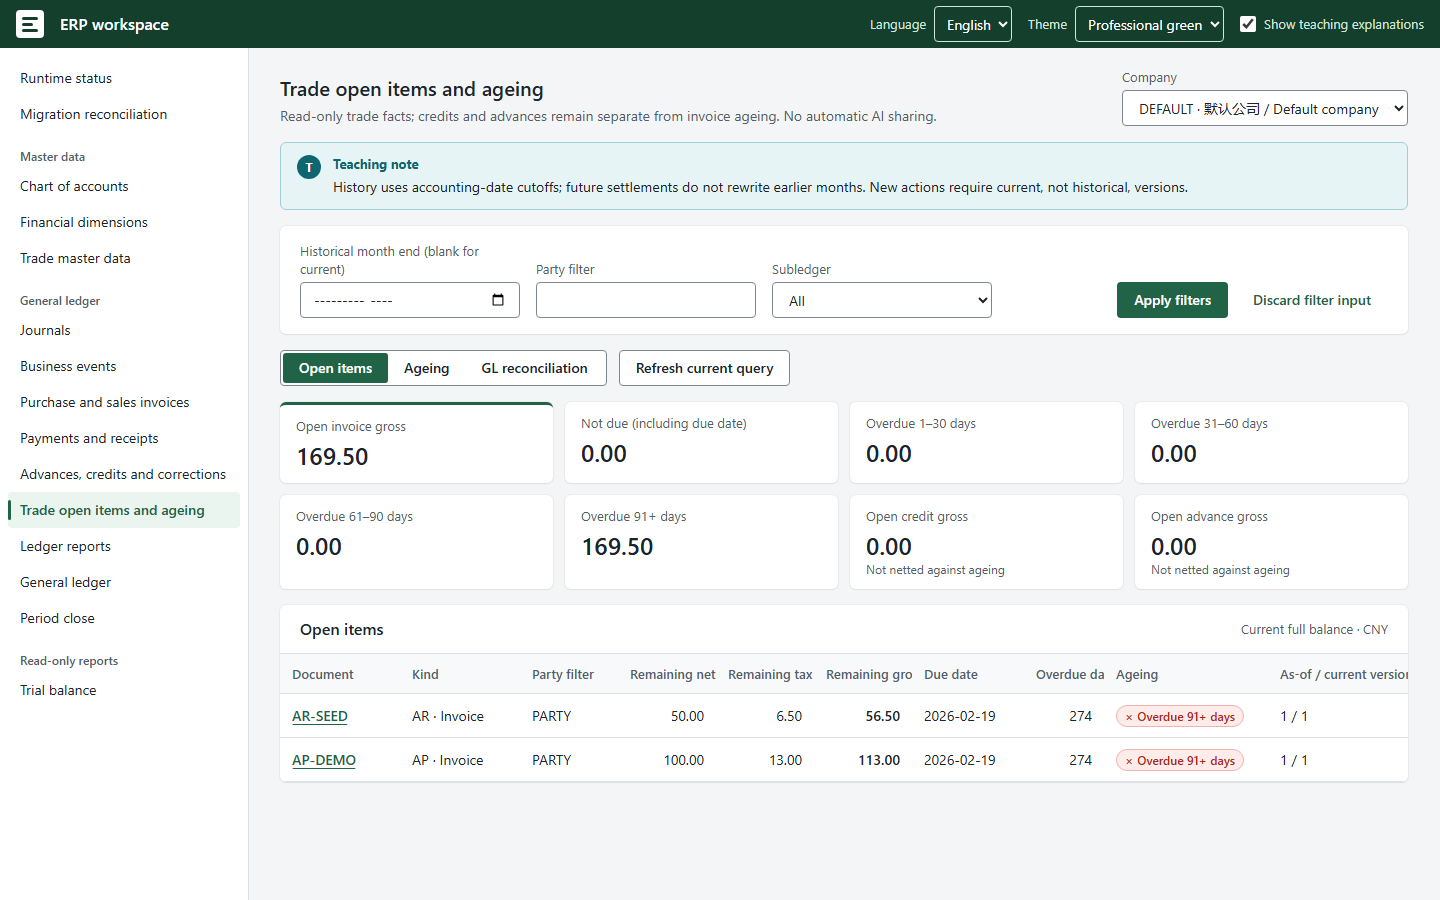 ERP workspace
Language
English
Theme
Professional green
Show teaching explanations
Runtime status
Migration reconciliation
Master data
Chart of accounts
Financial dimensions
Trade master data
General ledger
Journals
Business events
Purchase and sales invoices
Payments and receipts
Advances, credits and corrections
Trade open items and ageing
Ledger reports
General ledger
Period close
Read-only reports
Trial balance
Trade open items and ageing
Read-only trade facts; credits and advances remain separate from invoice ageing. No automatic AI sharing.
Company
DEFAULT · 默认公司 / Default company
T
Teaching note
History uses accounting-date cutoffs; future settlements do not rewrite earlier months. New actions require current, not historical, versions.
Historical month end (blank for
current)
--------- ----
Party filter
Subledger
All
Apply filters
Discard filter input
Open items
Ageing
GL reconciliation
Refresh current query
Open invoice gross
169.50
Not due (including due date)
0.00
Overdue 1–30 days
0.00
Overdue 31–60 days
0.00
Overdue 61–90 days
0.00
Overdue 91+ days
169.50
Open credit gross
0.00
Not netted against ageing
Open advance gross
0.00
Not netted against ageing
Open items
Current full balance · CNY
Document Kind Party filter Remaining net Remaining tax Remaining gro Due date Overdue da Ageing As-of / current version
AR-SEED AR · Invoice PARTY 50.00 6.50 56.50 2026-02-19 274 × Overdue 91+ days 1 / 1
AP-DEMO AP · Invoice PARTY 100.00 13.00 113.00 2026-02-19 274 × Overdue 91+ days 1 / 1